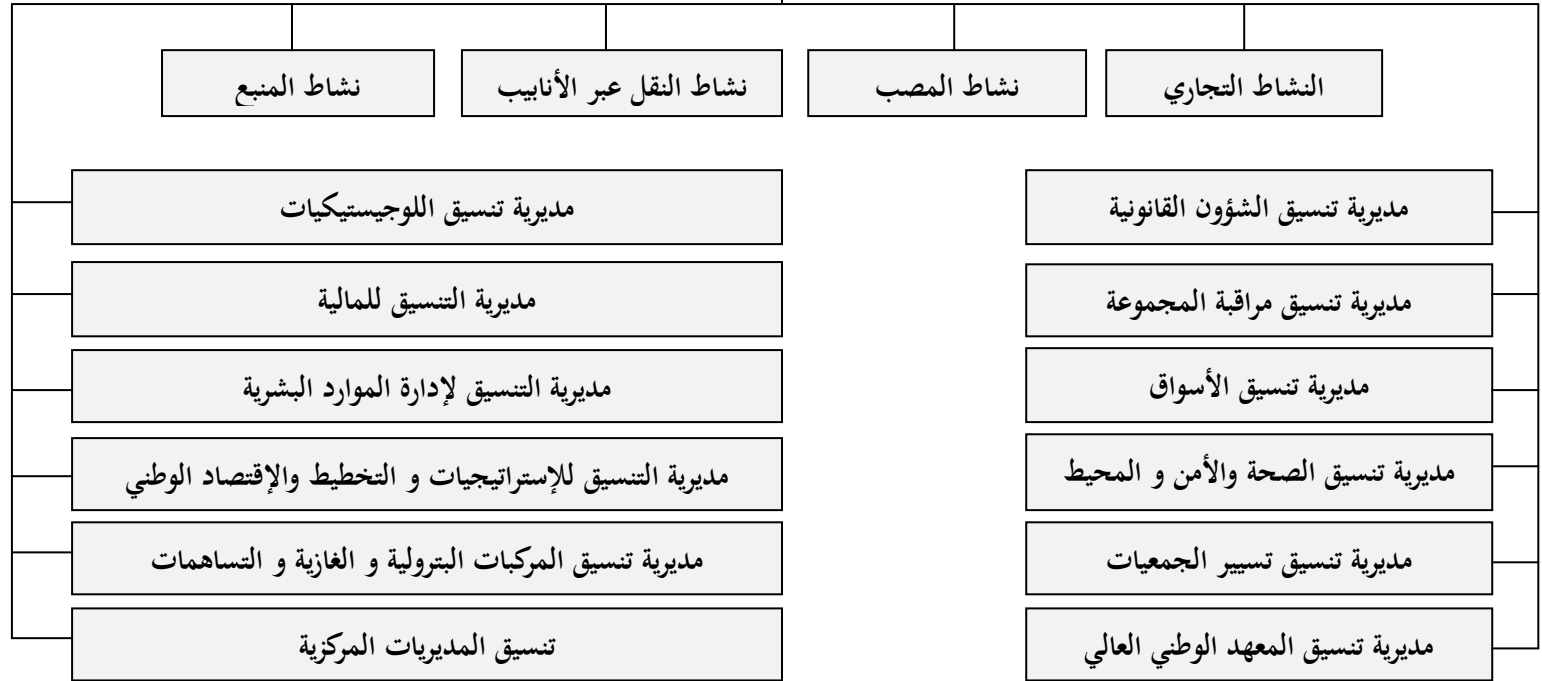 النشاط التجاري
نشاط المصب
نشاط النقل عبر الأنابيب
نشاط المنبع
مديرية تنسيق الشؤون القانونية
مديرية تنسيق اللوجيستيكيات
مديرية تنسيق مراقبة المجموعة
مديرية التنسيق للمالية
مديرية تنسيق الأسواق
مديرية التنسيق لإدارة الموارد البشرية
مديرية تنسيق الصحة والأمن و المحيط
مديرية التنسيق للإستراتيجيات و التخطيط والإقتصاد الوطني
مديرية تنسيق تسيير الجمعيات
مديرية تنسيق المركبات البترولية و الغازية و التساهمات
مديرية تنسيق المعهد الوطني العالي
تنسيق المديريات المركزية